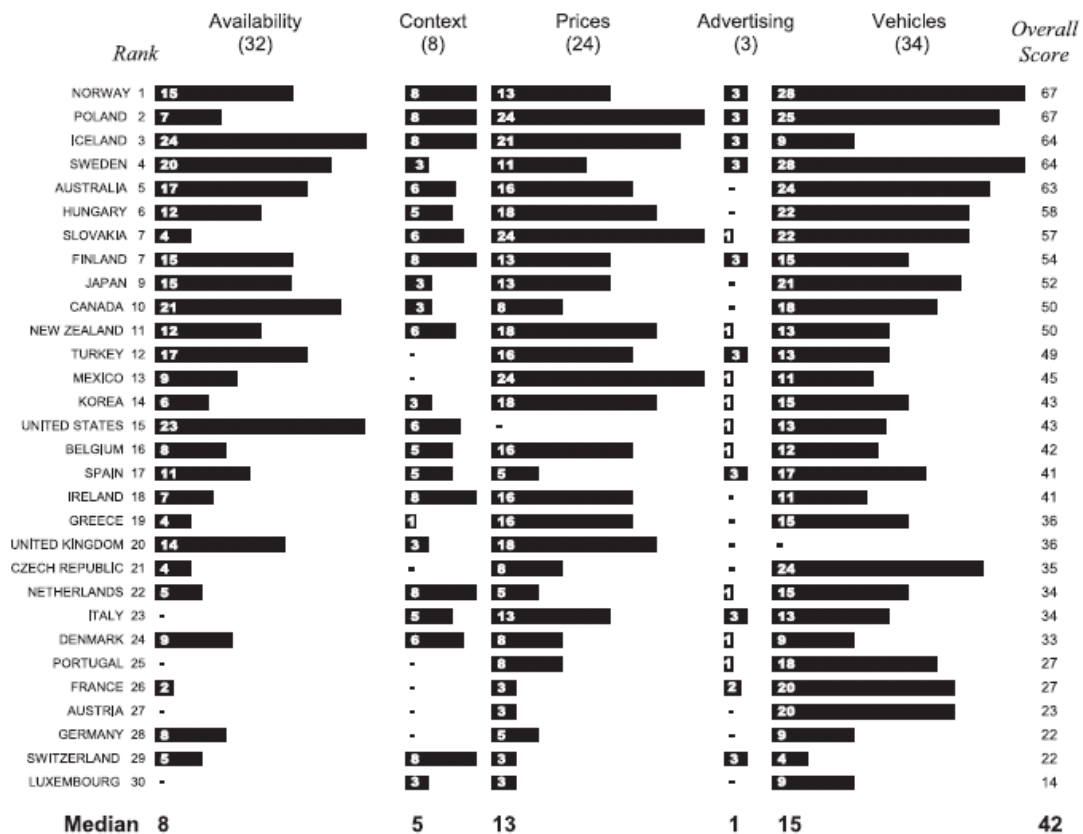 Rank Availability (32) Context (8) Prices (24) Advertising (3) Vehicles (34) Overall Score
NORWAY 1 15 8 13 3 28 67
POLAND 2 7 8 24 3 25 67
ICELAND 3 24 8 21 3 9 64
SWEDEN 4 20 3 11 3 28 64
AUSTRALIA 5 17 6 16 - 24 63
HUNGARY 6 12 5 18 - 22 58
SLOVAKIA 7 4 6 24 1 22 57
FINLAND 7 15 8 13 3 15 54
JAPAN 9 15 3 13 - 21 52
CANADA 10 21 3 8 - 18 50
NEW ZEALAND 11 12 6 18 1 13 50
TURKEY 12 17 - 16 3 13 49
MEXICO 13 9 - 24 1 11 45
KOREA 14 6 3 18 1 15 43
UNITED STATES 15 23 6 - 1 13 43
BELGIUM 16 8 5 16 1 12 42
SPAIN 17 11 5 5 3 17 41
IRELAND 18 7 8 16 - 11 41
GREECE 19 4 1 16 - 15 36
UNITED KINGDOM 20 14 3 18 - - 36
CZECH REPUBLIC 21 4 - 8 - 24 35
NETHERLANDS 22 5 8 5 1 15 34
ITALY 23 - 5 13 3 13 34
DENMARK 24 9 6 8 1 9 33
PORTUGAL 25 - - 8 1 18 27
FRANCE 26 2 - 3 2 20 27
AUSTRIA 27 - - 3 - 20 23
GERMANY 28 8 - 5 - 9 22
SWITZERLAND 29 5 8 3 3 4 22
LUXEMBOURG 30 - 3 3 - 9 14
Median 8 5 13 1 15 42